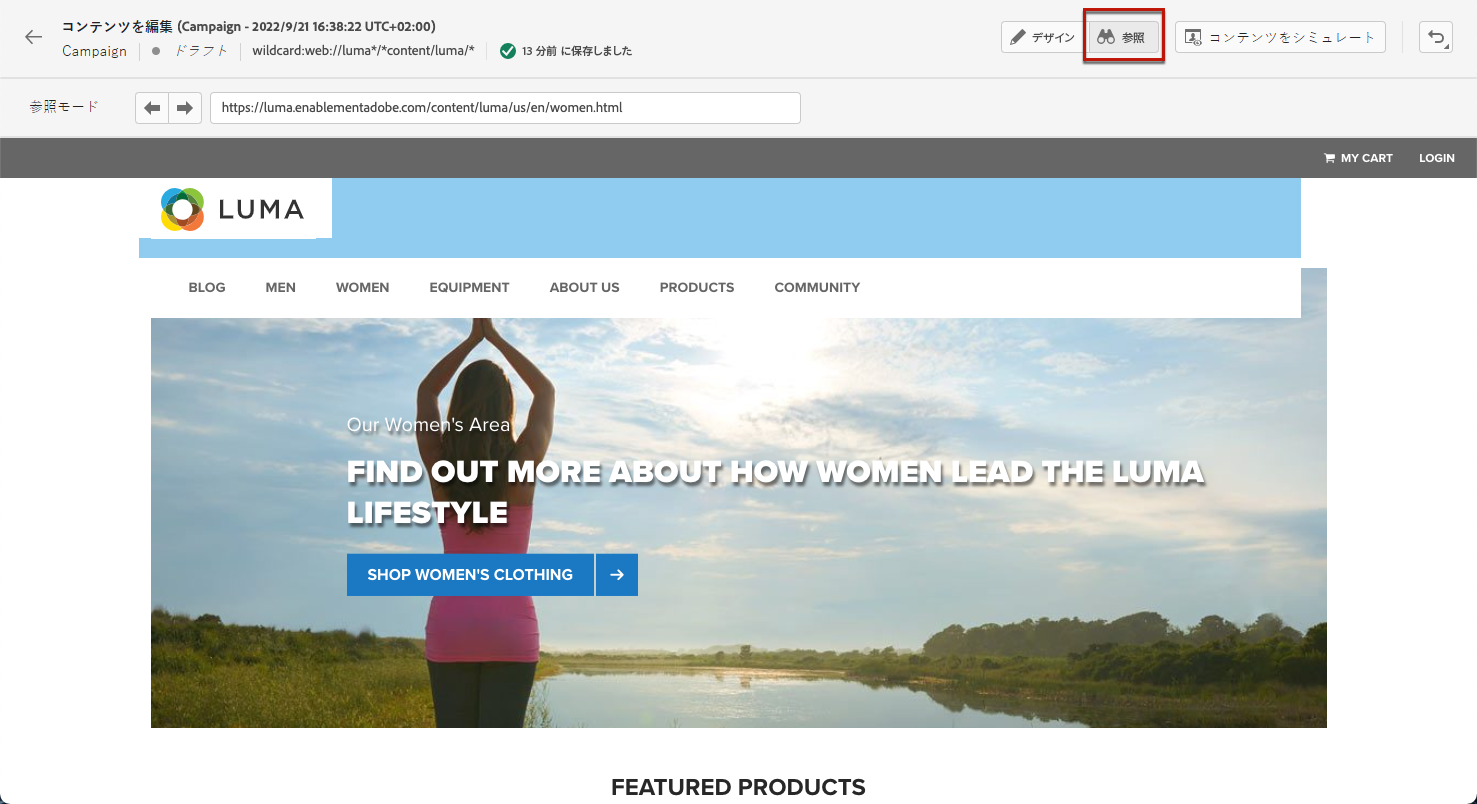 コンテンツを編集 (Campaign - 2022/9/21 16:38:22 UTC+02:00)
Campaign ドラフト wildcard:web://luma*/*content/luma/* 13 分前 に保存しました
デザイン 参照 コンテンツをシミュレート
参照モード https://luma.enablementadobe.com/content/luma/us/en/women.html
MY CART LOGIN
LUMA
BLOG MEN WOMEN EQUIPMENT ABOUT US PRODUCTS COMMUNITY
Our Women's Area
FIND OUT MORE ABOUT HOW WOMEN LEAD THE LUMA
LIFESTYLE
SHOP WOMEN'S CLOTHING
FEATURED PRODUCTS